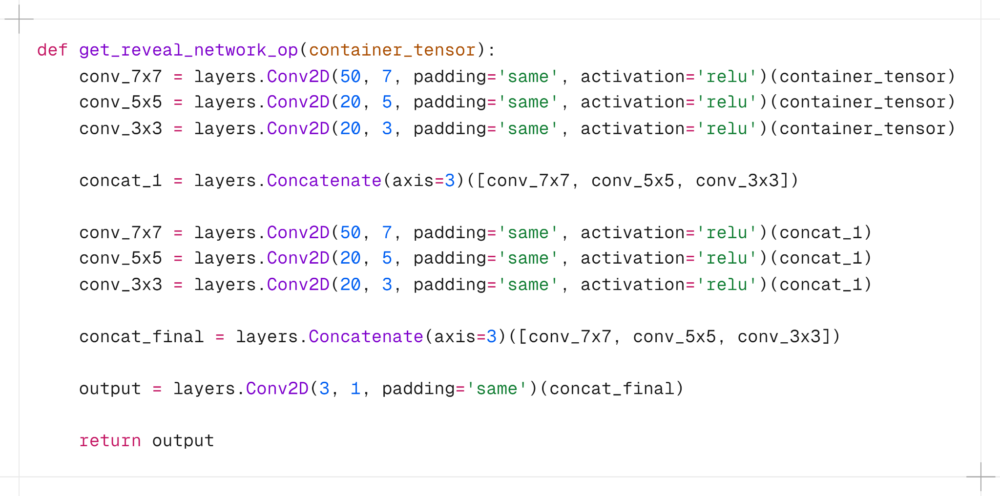 def get_reveal_network_op(container_tensor):
    conv_7x7 = layers.Conv2D(50, 7, padding='same', activation='relu')(container_tensor)
    conv_5x5 = layers.Conv2D(20, 5, padding='same', activation='relu')(container_tensor)
    conv_3x3 = layers.Conv2D(20, 3, padding='same', activation='relu')(container_tensor)

    concat_1 = layers.Concatenate(axis=3)([conv_7x7, conv_5x5, conv_3x3])

    conv_7x7 = layers.Conv2D(50, 7, padding='same', activation='relu')(concat_1)
    conv_5x5 = layers.Conv2D(20, 5, padding='same', activation='relu')(concat_1)
    conv_3x3 = layers.Conv2D(20, 3, padding='same', activation='relu')(concat_1)

    concat_final = layers.Concatenate(axis=3)([conv_7x7, conv_5x5, conv_3x3])

    output = layers.Conv2D(3, 1, padding='same')(concat_final)

    return output